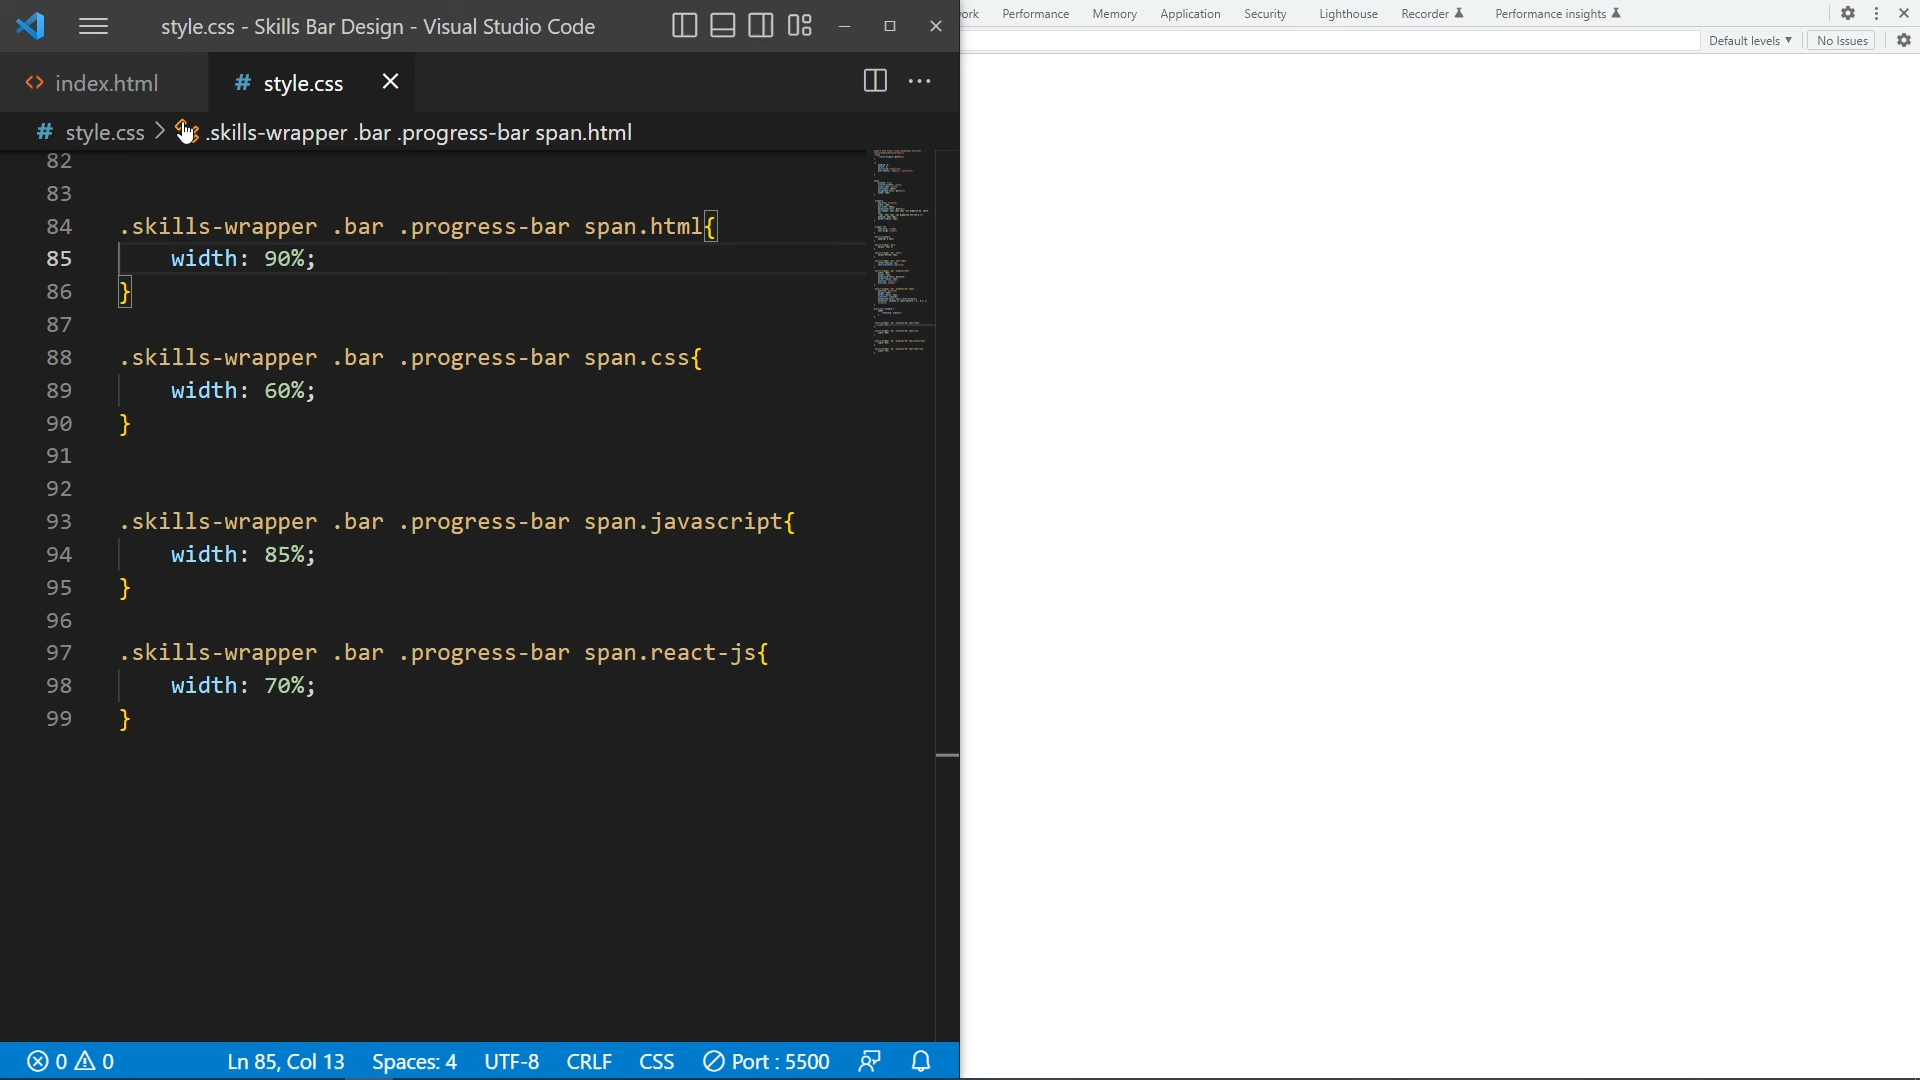 style.css - Skills Bar Design - Visual Studio Code
index.html
# style.css
# style.css > .skills-wrapper .bar .progress-bar span.html
82
83
84 .skills-wrapper .bar .progress-bar span.html{
85 width: 90%;
86 }
87
88 .skills-wrapper .bar .progress-bar span.css{
89 width: 60%;
90 }
91
92
93 .skills-wrapper .bar .progress-bar span.javascript{
94 width: 85%;
95 }
96
97 .skills-wrapper .bar .progress-bar span.react-js{
98 width: 70%;
99 }
0 0 Ln 85, Col 13 Spaces: 4 UTF-8 CRLF CSS Port : 5500
Performance Memory Application Security Lighthouse Recorder Performance insights
Default levels No Issues